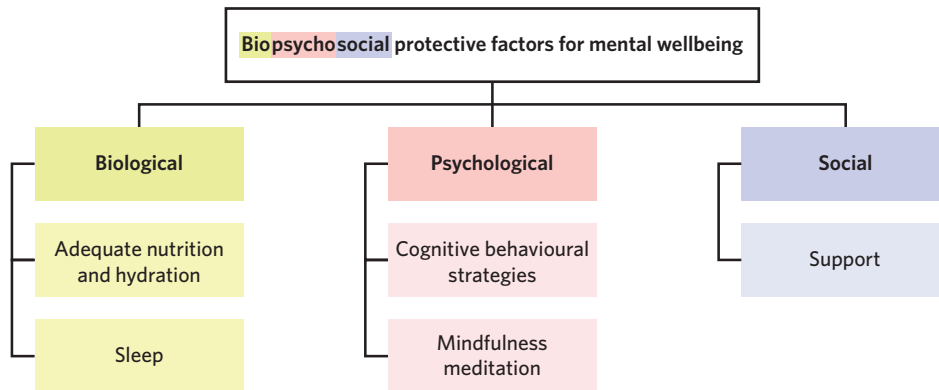 Biopsychosocial protective factors for mental wellbeing
Biological
Psychological
Social
Adequate nutrition
and hydration
Cognitive behavioural
strategies
Support
Sleep
Mindfulness
meditation